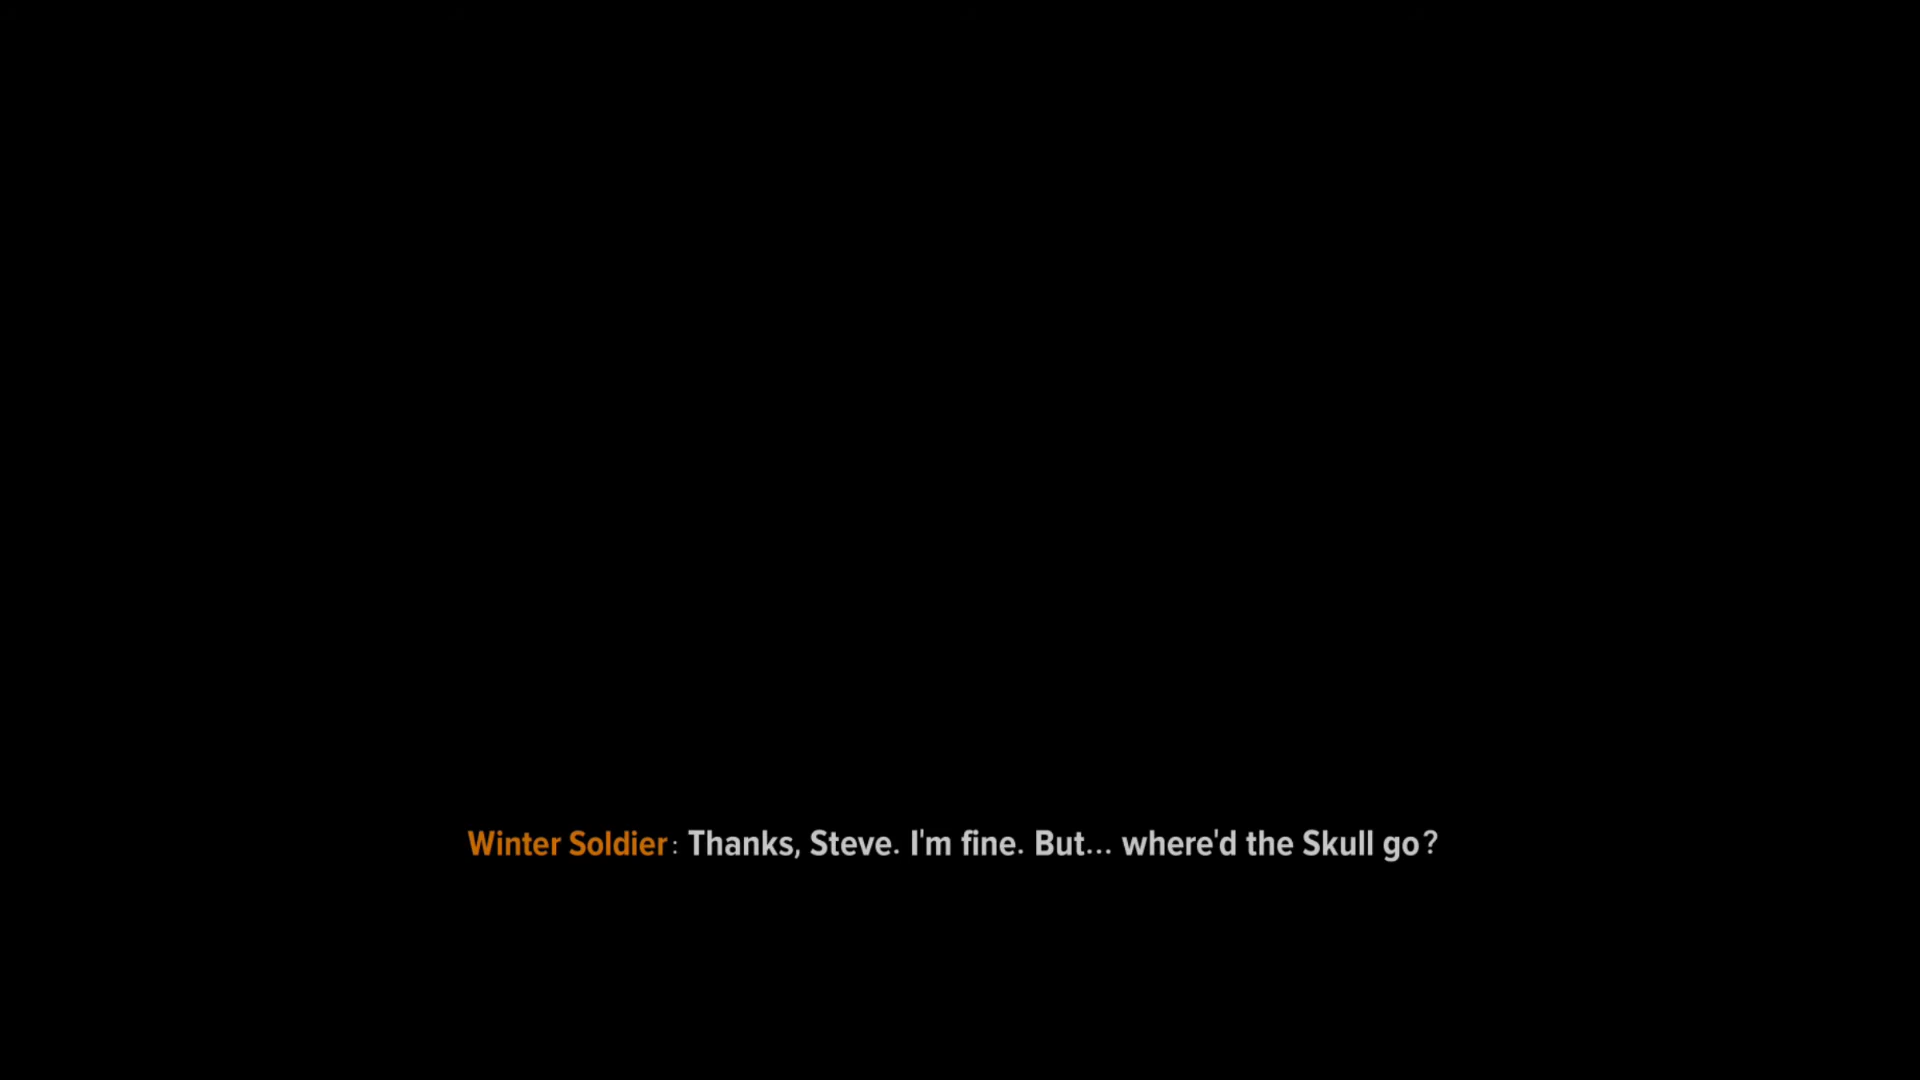 Winter Soldier: Thanks, Steve. I'm fine. But... where'd the Skull go?